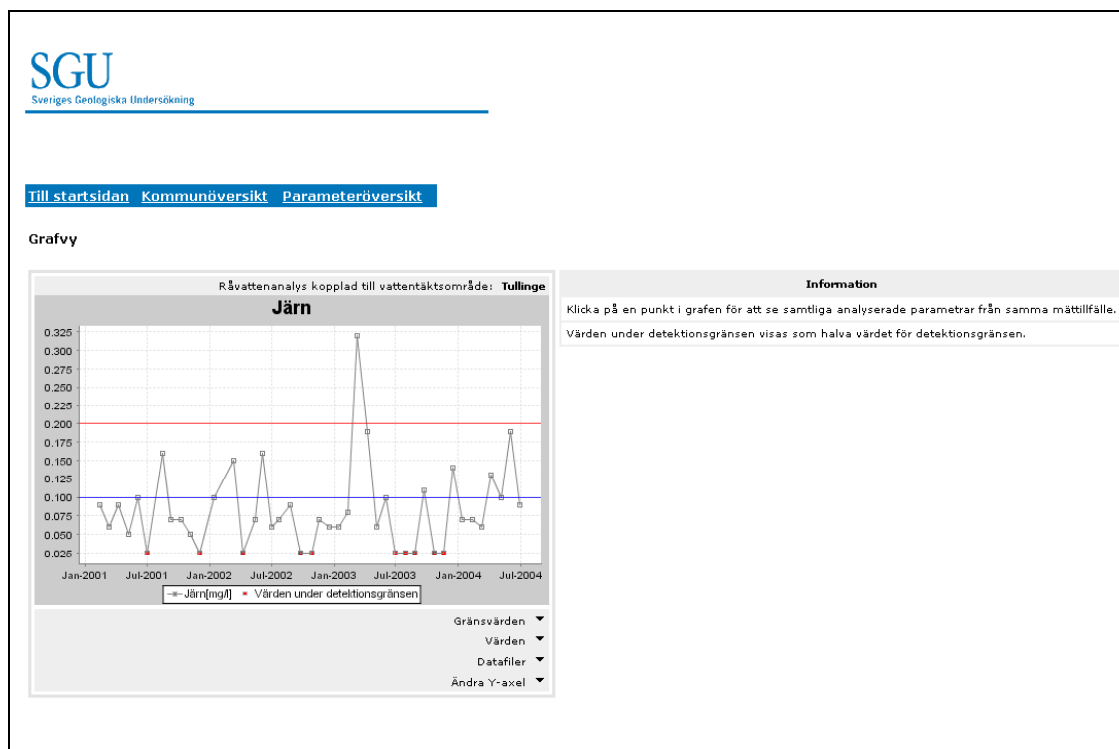 SGU
Sveriges Geologiska Undersökning
Till startsidan Kommunöversikt Parameteröversikt
Grafvy
Råvattenanalys kopplad till vattentäktsområde: Tullinge
Järn
0.325
0.300
0.275
0.250
0.225
0.200
0.175
0.150
0.125
0.100
0.075
0.050
0.025
Jan-2001 Jul-2001 Jan-2002 Jul-2002 Jan-2003 Jul-2003 Jan-2004 Jul-2004
Järn[mg/l] Värden under detektionsgränsen
Gränsvärden
Värden
Datafiler
Ändra Y-axel
Information
Klicka på en punkt i grafen för att se samtliga analyserade parametrar från samma mättillfälle.
Värden under detektionsgränsen visas som halva värdet för detektionsgränsen.